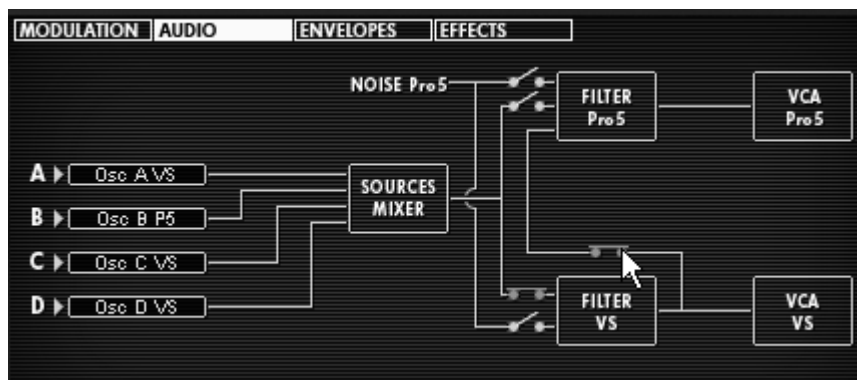 MODULATION AUDIO ENVELOPES EFFECTS
NOISE Pro5
FILTER
Pro5
VCA
Pro5
A Osc A VS
B Osc B P5
C Osc C VS
D Osc D VS
SOURCES
MIXER
FILTER
VS
VCA
VS